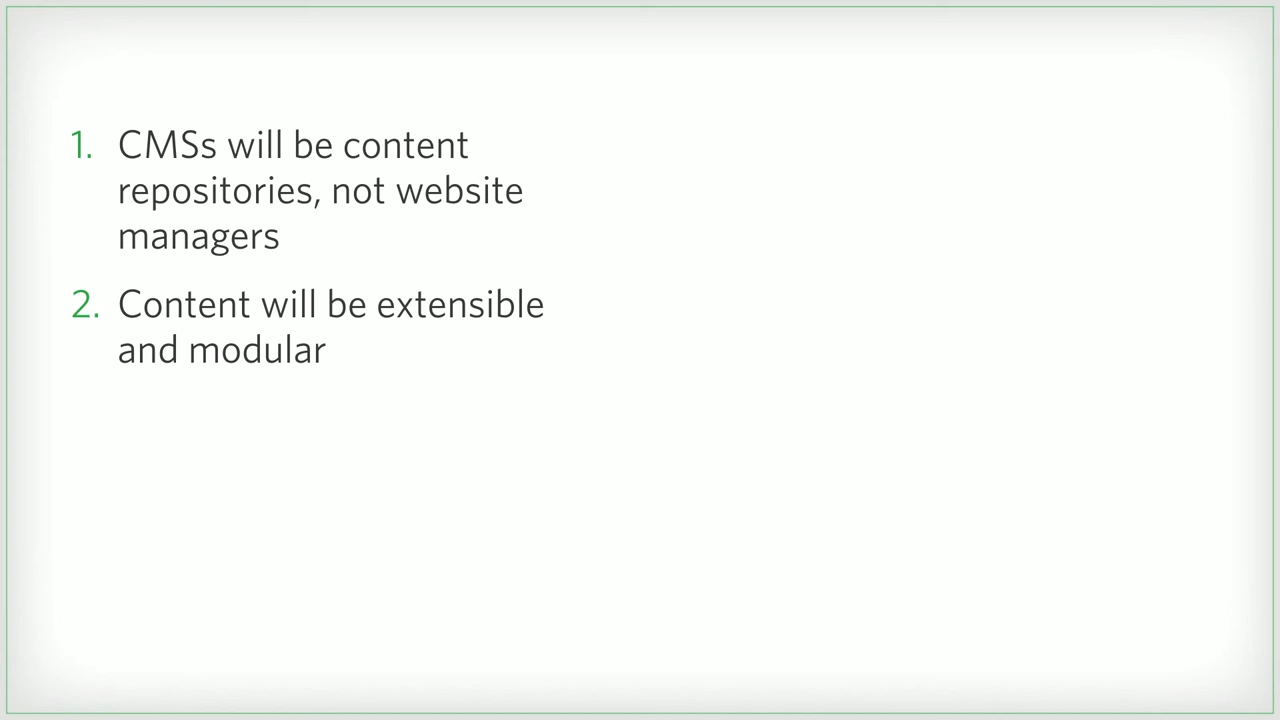 1. CMSs will be content
repositories, not website
managers
2. Content will be extensible
and modular